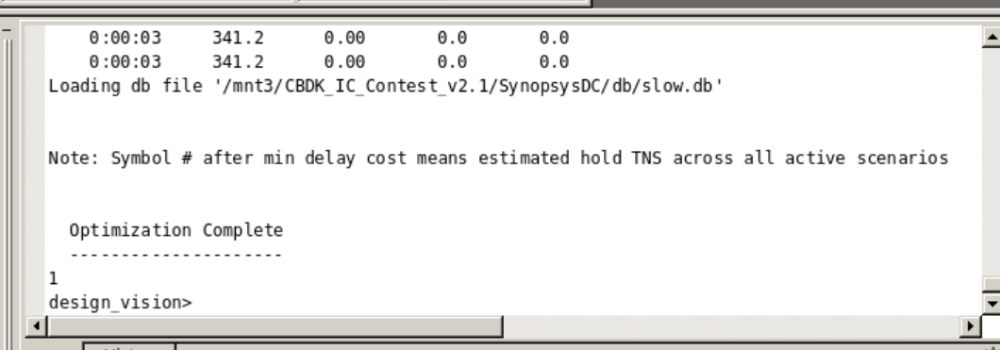 0:00:03 341.2 0.00 0.0 0.0
0:00:03 341.2 0.00 0.0 0.0
Loading db file '/mnt3/CBDK_IC_Contest_v2.1/SynopsysDC/db/slow.db'
Note: Symbol # after min delay cost means estimated hold TNS across all active scenarios
Optimization Complete
---------------------
1
design_vision>